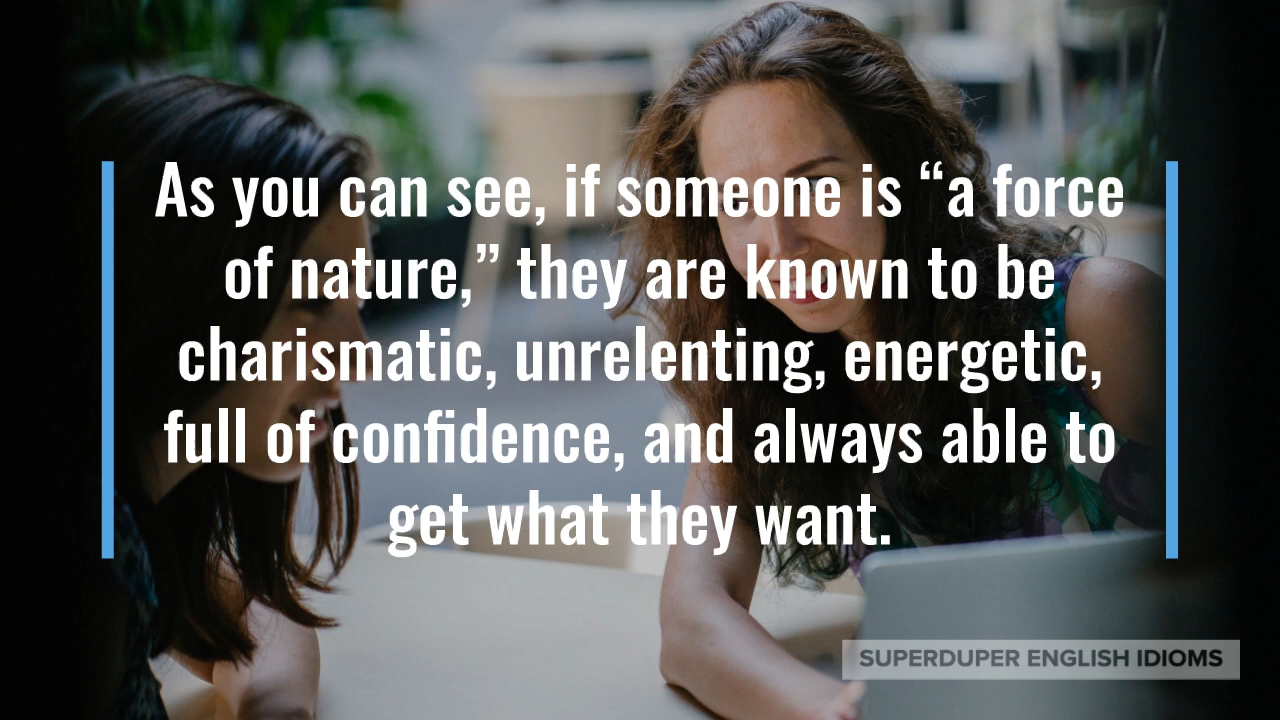 As you can see, if someone is “a force
of nature,” they are known to be
charismatic, unrelenting, energetic,
full of confidence, and always able to
get what they want.
SUPERDUPER ENGLISH IDIOMS